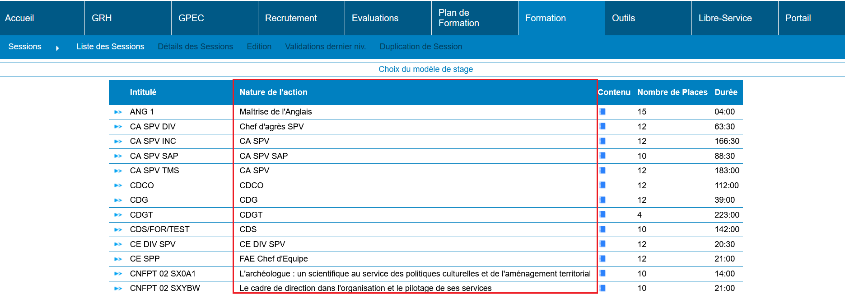 Accueil GRH GPEC Recrutement Evaluations Plan de Formation Formation Outils Libre-Service Portail
Sessions Liste des Sessions Détails des Sessions Edition Validations dernier niv. Duplication de Session
Choix du modèle de stage
Intitulé Nature de l'action Contenu Nombre de Places Durée
ANG 1 Maîtrise de l'Anglais 15 04:00
CA SPV DIV Chef d'agrès SPV 12 63:30
CA SPV INC CA SPV 12 166:30
CA SPV SAP CA SPV SAP 10 88:30
CA SPV TMS CA SPV 12 183:00
CDCO CDCO 12 112:00
CDG CDG 12 39:00
CDGT CDGT 4 223:00
CDS/FOR/TEST CDS 10 142:00
CE DIV SPV CE DIV SPV 12 20:30
CE SPP FAE Chef d'Equipe 12 21:00
CNFPT 02 SX0A1 L'archéologue : un scientifique au service des politiques culturelles et de l'aménagement territorial 10 14:00
CNFPT 02 SXYBW Le cadre de direction dans l'organisation et le pilotage de ses services 10 21:00